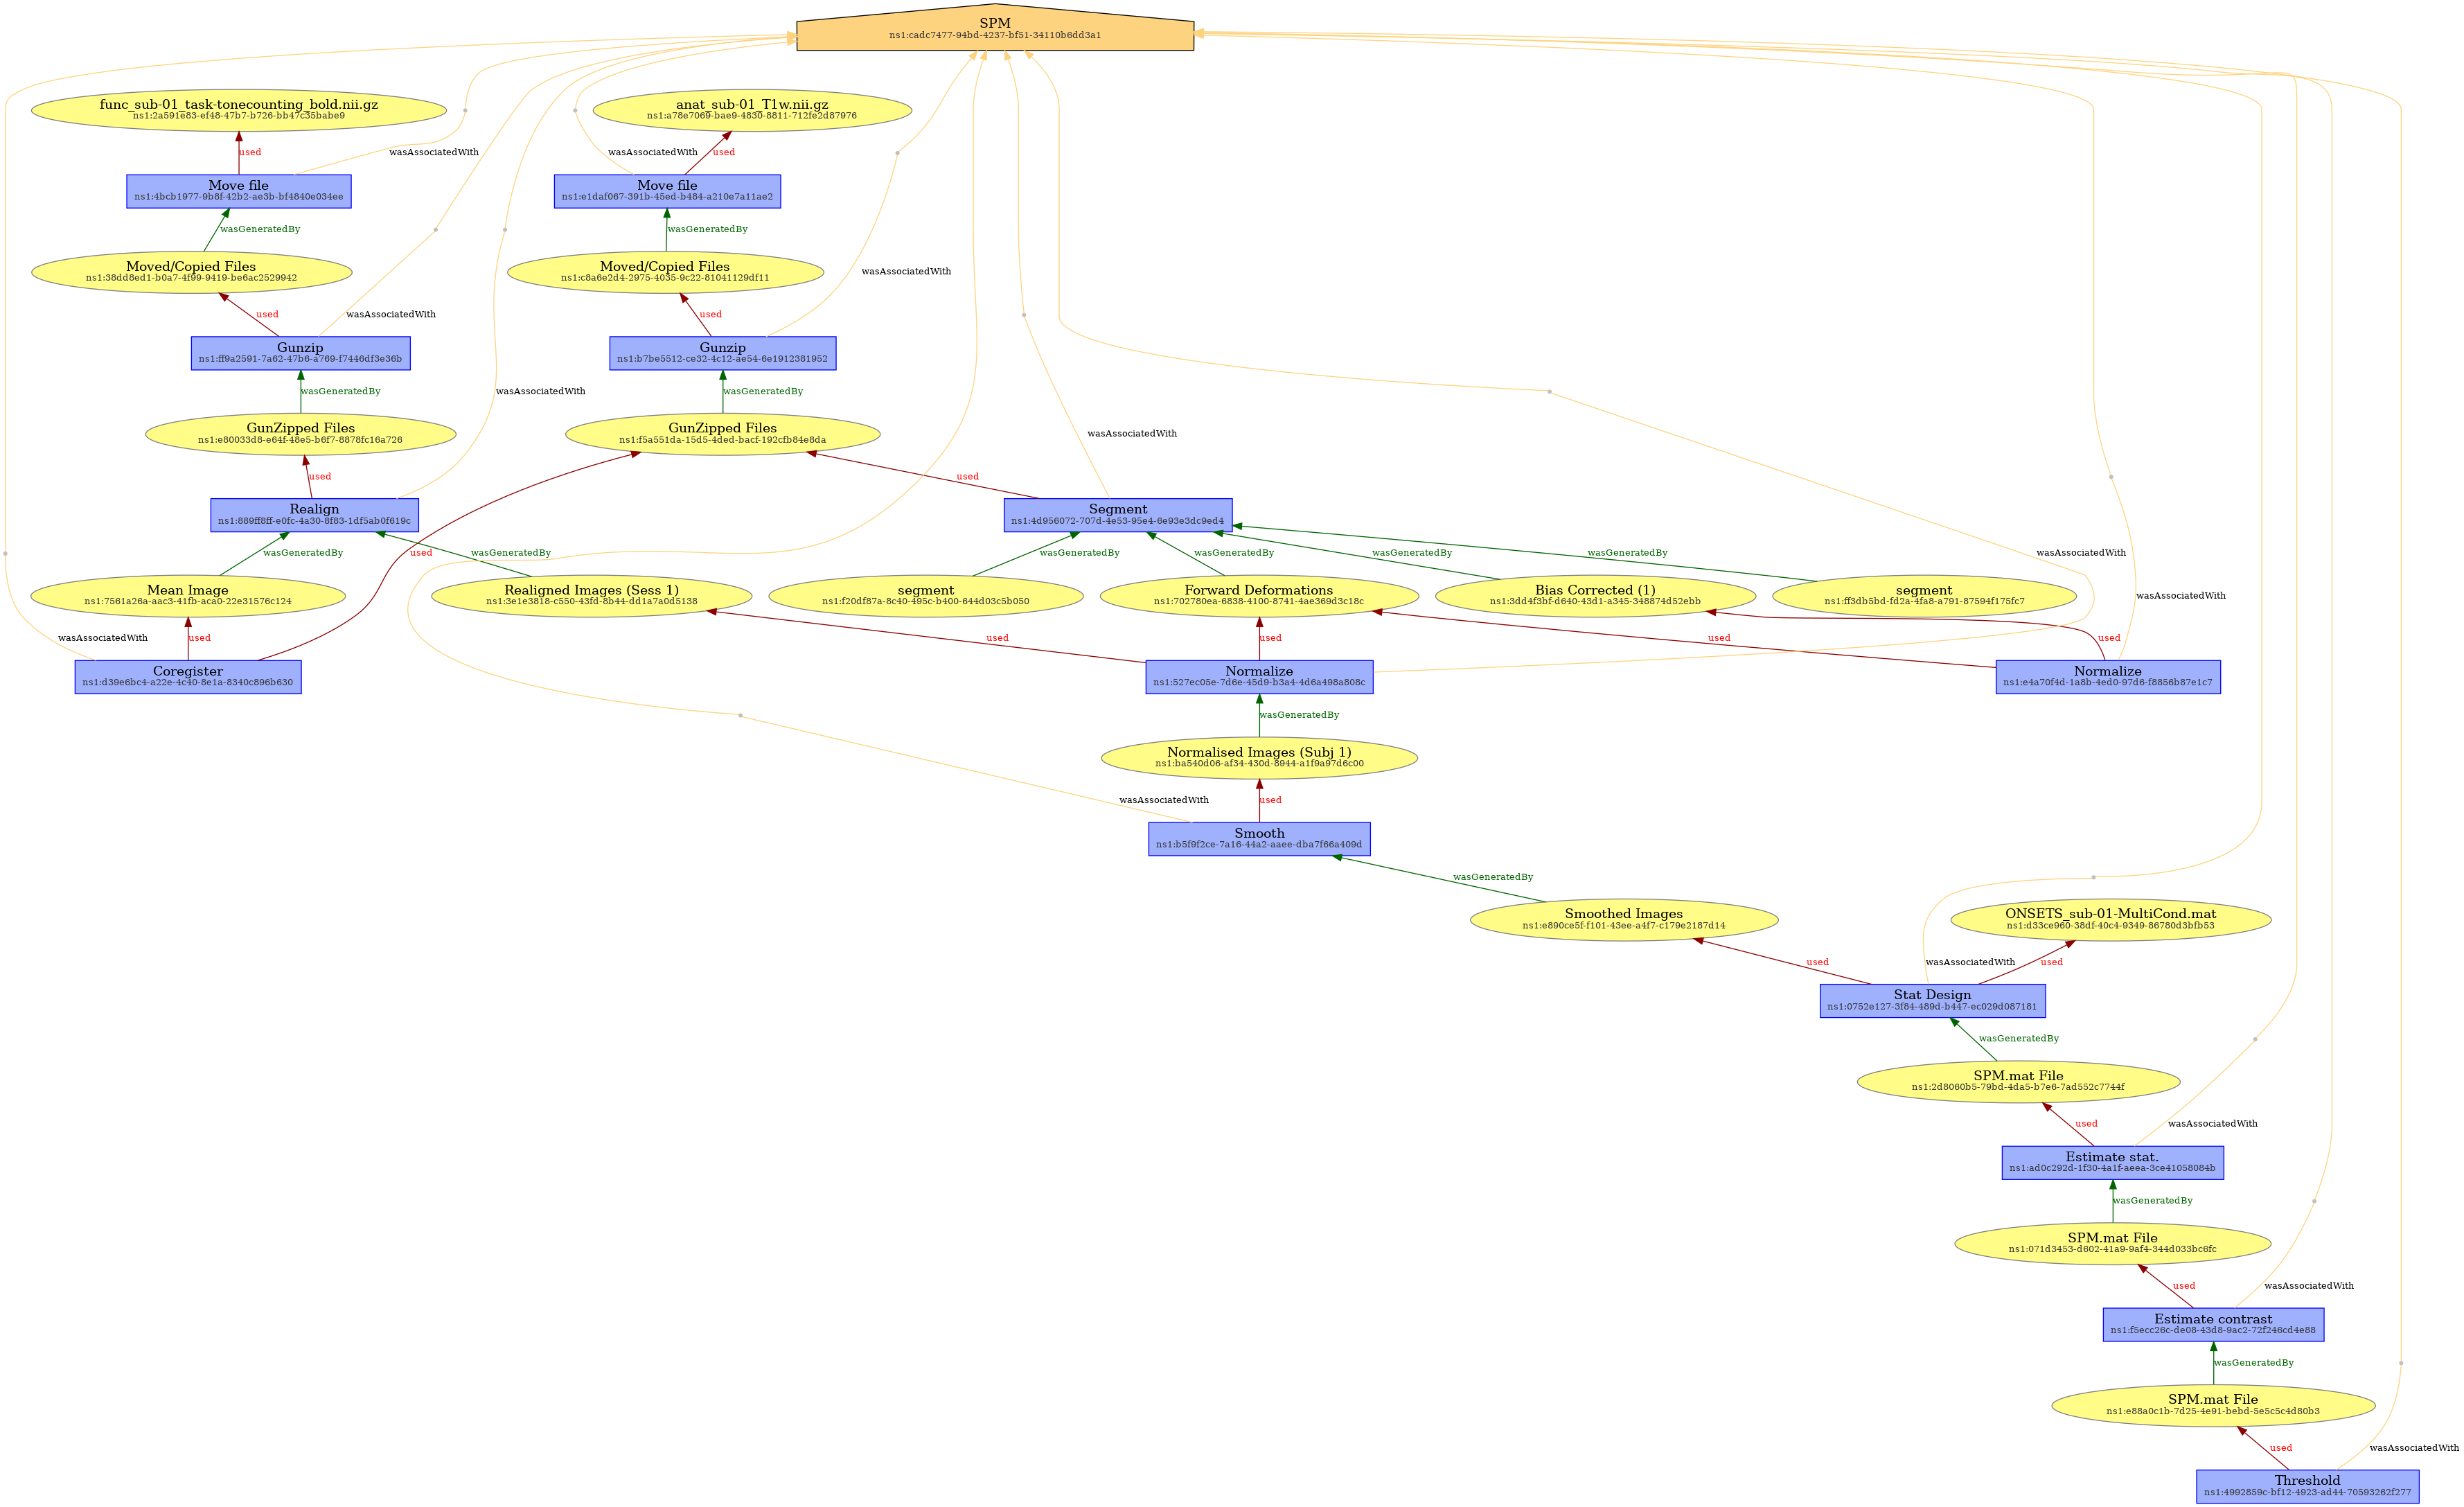 SPM
ns1:cadc7477-94bd-4237-bf51-34110b6dd3a1
func_sub-01_task-tonecounting_bold.nii.gz
ns1:2a591e83-ef48-47b7-b726-bb47c35babe9
anat_sub-01_T1w.nii.gz
ns1:a78e7069-bae9-4830-8811-712fe2d87976
used
wasAssociatedWith
wasAssociatedWith
used
Move file
ns1:4bcb1977-9b8f-42b2-ae3b-bf4840e034ee
Move file
ns1:e1daf067-391b-45ed-b484-a210e7a11ae2
wasGeneratedBy
wasGeneratedBy
Moved/Copied Files
ns1:38dd8ed1-b0a7-4f99-9419-be6ac2529942
Moved/Copied Files
ns1:c8a6e2d4-2975-4035-9c22-81041129df11
wasAssociatedWith
used
wasAssociatedWith
used
Gunzip
ns1:ff9a2591-7a62-47b6-a769-f7446df3e36b
Gunzip
ns1:b7be5512-ce32-4c12-ae54-6e1912381952
wasGeneratedBy
wasAssociatedWith
wasGeneratedBy
GunZipped Files
ns1:e80033d8-e64f-48e5-b6f7-8878fc16a726
GunZipped Files
ns1:f5a551da-15d5-4ded-bacf-192cfb84e8da
wasAssociatedWith
used
used
Realign
ns1:889ff8ff-e0fc-4a30-8f83-1df5ab0f619c
Segment
ns1:4d956072-707d-4e53-95e4-6e93e3dc9ed4
wasGeneratedBy
used
wasGeneratedBy
wasGeneratedBy
wasGeneratedBy
wasGeneratedBy
wasGeneratedBy
wasAssociatedWith
Mean Image
ns1:7561a26a-aac3-41fb-aca0-22e31576c124
Realigned Images (Sess 1)
ns1:3e1e3818-c550-43fd-8b44-dd1a7a0d5138
segment
ns1:f20df87a-8c40-495c-b400-644d03c5b050
Forward Deformations
ns1:702780ea-6838-4100-8741-4ae369d3c18c
Bias Corrected (1)
ns1:3dd4f3bf-d640-43d1-a345-348874d52ebb
segment
ns1:ff3db5bd-fd2a-4fa8-a791-87594f175fc7
wasAssociatedWith
wasAssociatedWith
used
used
used
used
used
Coregister
ns1:d39e6bc4-a22e-4c40-8e1a-8340c896b630
Normalize
ns1:527ec05e-7d6e-45d9-b3a4-4d6a498a808c
Normalize
ns1:e4a70f4d-1a8b-4ed0-97d6-f8856b87e1c7
wasGeneratedBy
Normalised Images (Subj 1)
ns1:ba540d06-af34-430d-8944-a1f9a97d6c00
wasAssociatedWith
used
Smooth
ns1:b5f9f2ce-7a16-44a2-aaee-dba7f66a409d
wasGeneratedBy
Smoothed Images
ns1:e890ce5f-f101-43ee-a4f7-c179e2187d14
ONSETS_sub-01-MultiCond.mat
ns1:d33ce960-38df-40c4-9349-86780d3bfb53
used
wasAssociatedWith
used
Stat Design
ns1:0752e127-3f84-489d-b447-ec029d087181
wasGeneratedBy
SPM.mat File
ns1:2d8060b5-79bd-4da5-b7e6-7ad552c7744f
used
wasAssociatedWith
Estimate stat.
ns1:ad0c292d-1f30-4a1f-aeea-3ce41058084b
wasGeneratedBy
SPM.mat File
ns1:071d3453-d602-41a9-9af4-344d033bc6fc
used
wasAssociatedWith
Estimate contrast
ns1:f5ecc26c-de08-43d8-9ac2-72f246cd4e88
wasGeneratedBy
SPM.mat File
ns1:e88a0c1b-7d25-4e91-bebd-5e5c5c4d80b3
used
wasAssociatedWith
Threshold
ns1:4992859c-bf12-4923-ad44-70593262f277